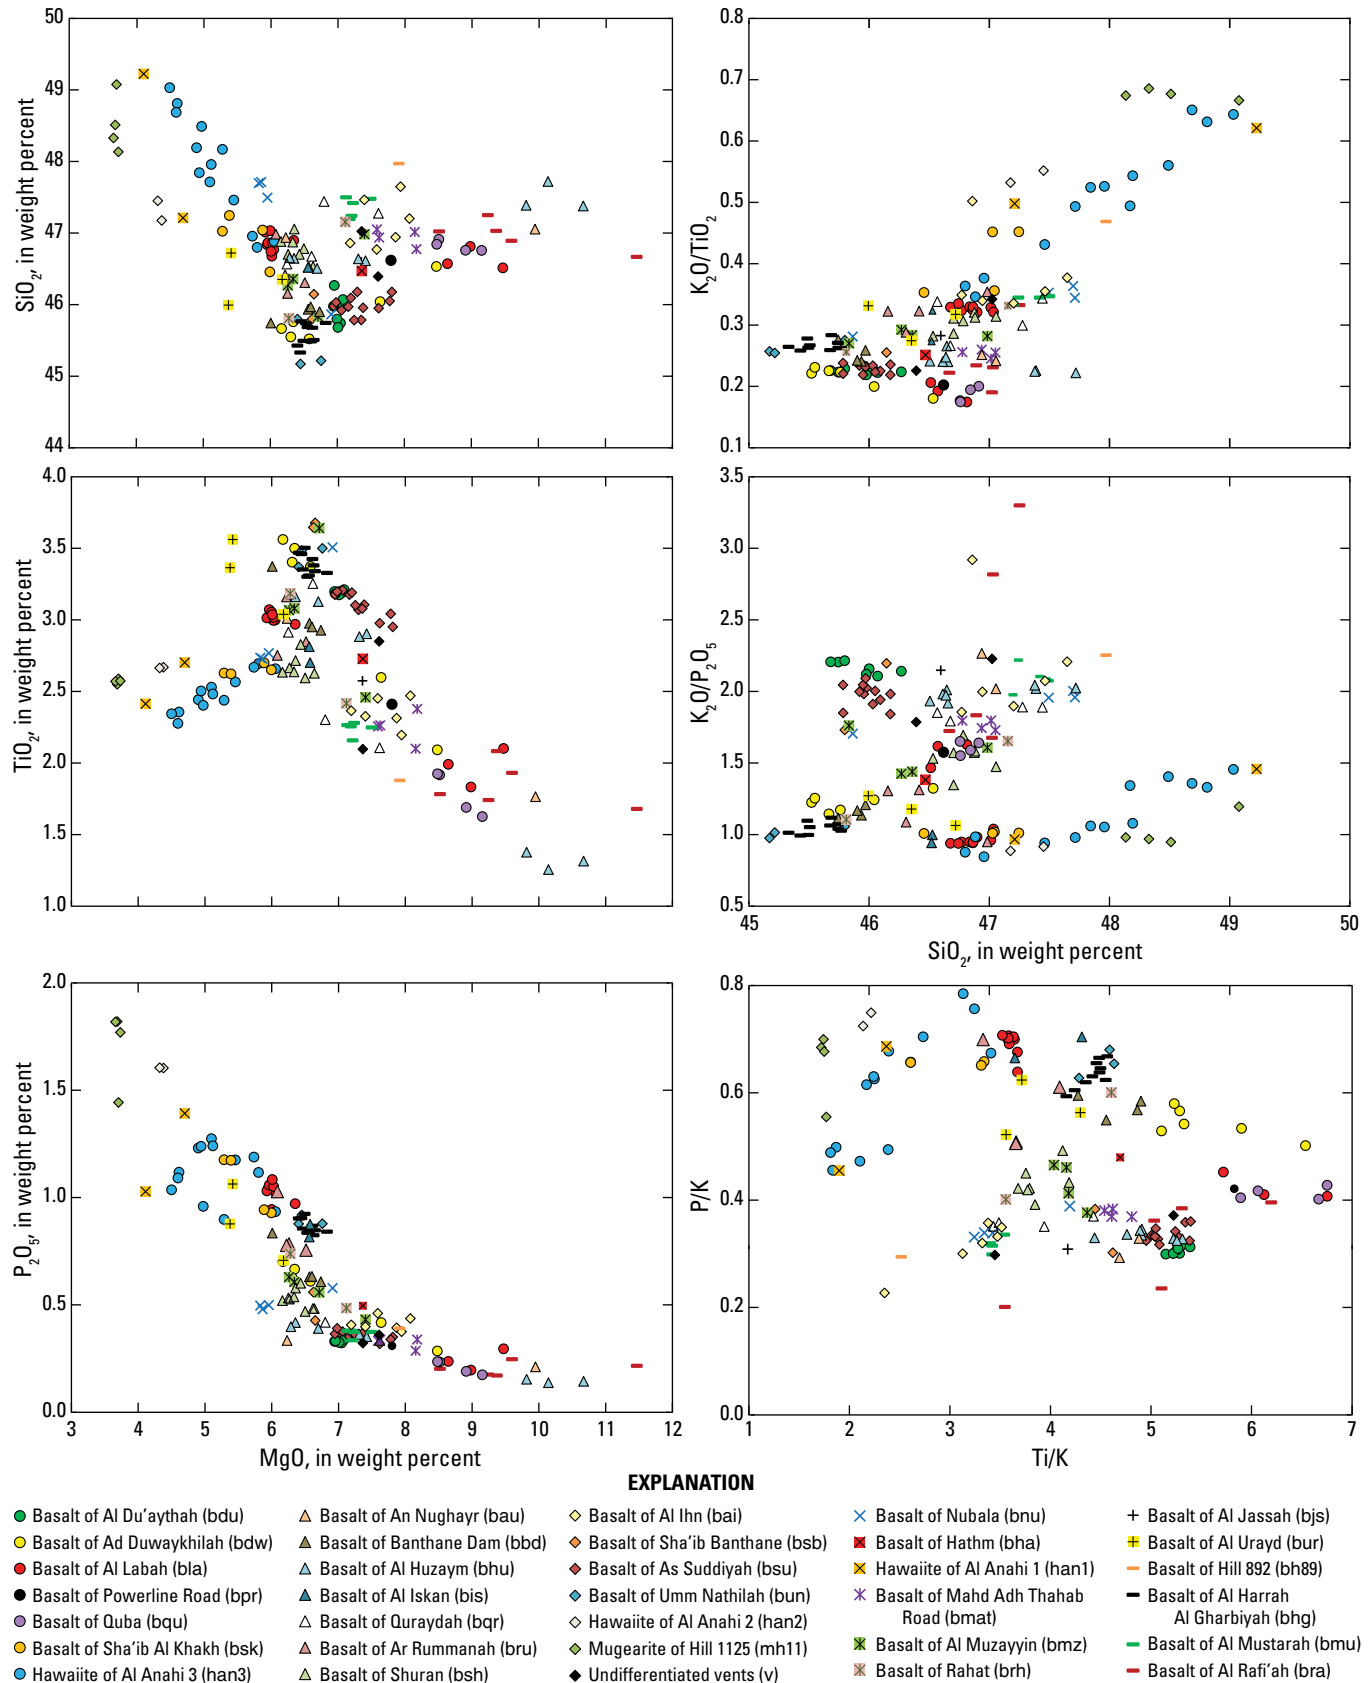 50
49
48
47
46
45
44
SiO2, in weight percent
0.8
0.7
0.6
0.5
0.4
0.3
0.2
0.1
K2O/TiO2
4.0
3.5
3.0
2.5
2.0
1.5
1.0
TiO2, in weight percent
3.5
3.0
2.5
2.0
1.5
1.0
0.5
K2O/P2O5
45 46 47 48 49 50
SiO2, in weight percent
2.0
1.5
1.0
0.5
0.0
P2O5, in weight percent
3 4 5 6 7 8 9 10 11 12
MgO, in weight percent
0.8
0.6
0.4
0.2
0.0
P/K
1 2 3 4 5 6 7
Ti/K
EXPLANATION
Basalt of Al Du’aythah (bdu)
Basalt of Ad Duwaykhilah (bdw)
Basalt of Al Labah (bla)
Basalt of Powerline Road (bpr)
Basalt of Quba (bqu)
Basalt of Sha’ib Al Khakh (bsk)
Hawaiite of Al Anahi 3 (han3)
Basalt of An Nughayr (bau)
Basalt of Banthane Dam (bbd)
Basalt of Al Huzaym (bhu)
Basalt of Al Iskan (bis)
Basalt of Quraydah (bqr)
Basalt of Ar Rummanah (bru)
Basalt of Shuran (bsh)
Basalt of Al Ihn (bai)
Basalt of Sha’ib Banthane (bsb)
Basalt of As Suddiyah (bsu)
Basalt of Umm Nathilah (bun)
Hawaiite of Al Anahi 2 (han2)
Mugearite of Hill 1125 (mh11)
Undifferentiated vents (v)
Basalt of Nubala (bnu)
Basalt of Hathm (bha)
Hawaiite of Al Anahi 1 (han1)
Basalt of Mahd Adh Thahab
Road (bmat)
Basalt of Al Muzayyin (bmz)
Basalt of Rahat (brh)
Basalt of Al Jassah (bjs)
Basalt of Al Urayd (bur)
Basalt of Hill 892 (bh89)
Basalt of Al Harrah
Al Gharbiyah (bhg)
Basalt of Al Mustarah (bmu)
Basalt of Al Rafi’ah (bra)